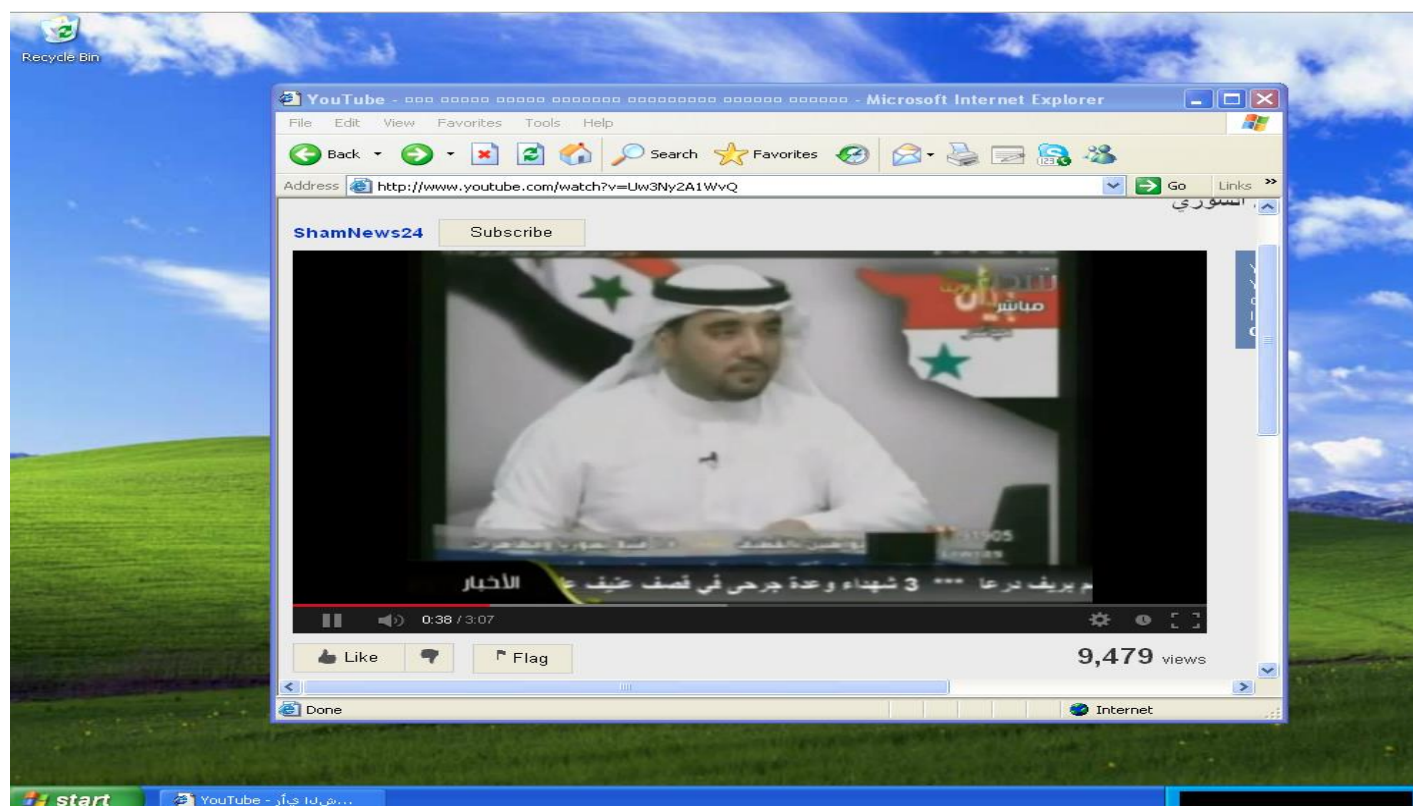 Recycle Bin
YouTube - □□□ □□□□□ □□□□□ □□□□□□□ □□□□□□□□□ □□□□□□ □□□□□□ - Microsoft Internet Explorer
File Edit View Favorites Tools Help
Back Search Favorites
Address http://www.youtube.com/watch?v=Uw3Ny2A1WvQ Go Links »
السوري
ShamNews24 Subscribe
مباشر
الأخبار
م بريف درعا *** 3 شهداء وعدة جرحى في قصف عنيف
0:38 / 3:07
Like Flag 9,479 views
Done Internet
start YouTube -